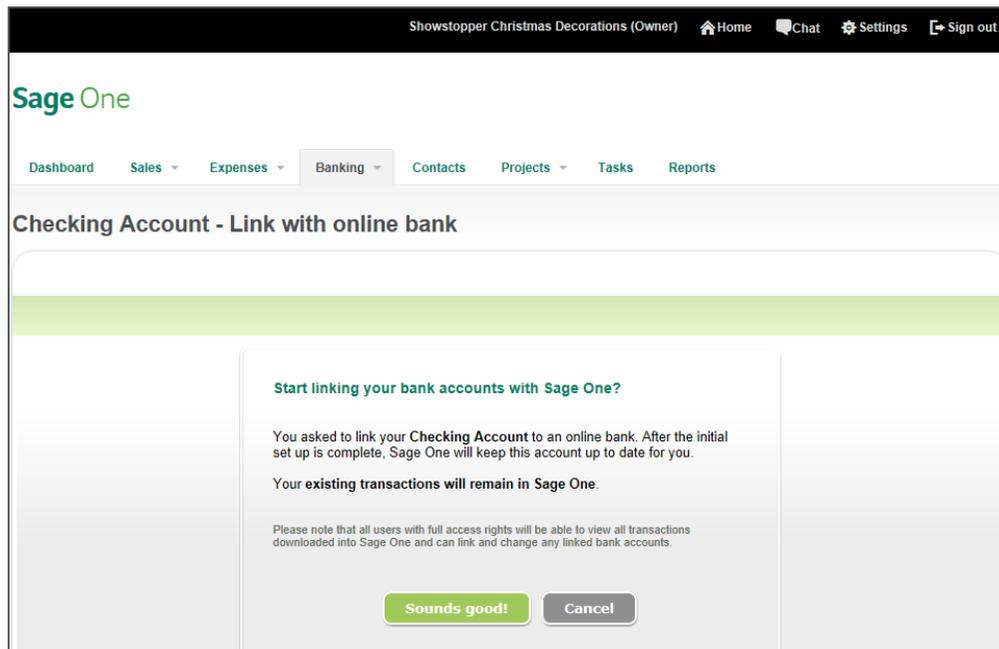 Showstopper Christmas Decorations (Owner) Home Chat Settings Sign out
Sage One
Dashboard Sales Expenses Banking Contacts Projects Tasks Reports
Checking Account - Link with online bank
Start linking your bank accounts with Sage One?
You asked to link your Checking Account to an online bank. After the initial
set up is complete, Sage One will keep this account up to date for you.
Your existing transactions will remain in Sage One.
Please note that all users with full access rights will be able to view all transactions
downloaded into Sage One and can link and change any linked bank accounts.
Sounds good! Cancel